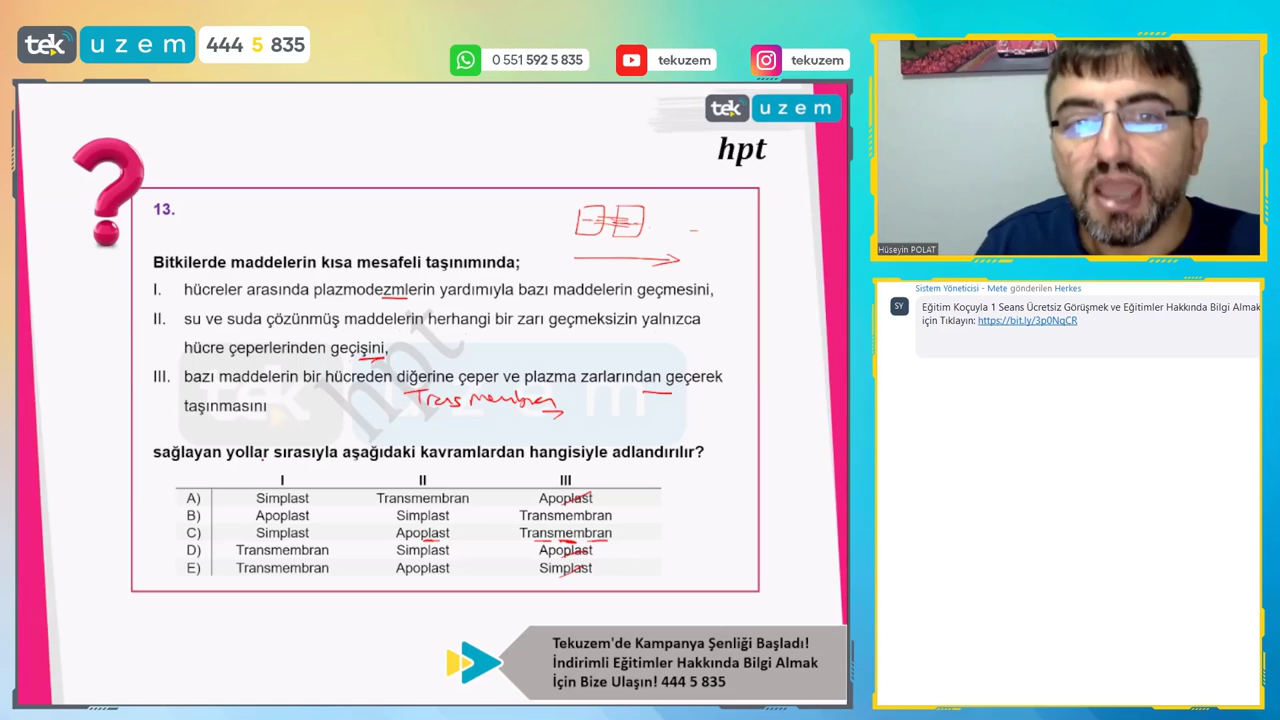 tek uzem 444 5 835
0 551 592 5 835
tekuzem
tekuzem
tek uzem
hpt
13.
Bitkilerde maddelerin kısa mesafeli taşınımında;
I. hücreler arasında plazmodezmlerin yardımıyla bazı maddelerin geçmesini,
II. su ve suda çözünmüş maddelerin herhangi bir zarı geçmeksizin yalnızca
hücre çeperlerinden geçişini,
III. bazı maddelerin bir hücreden diğerine çeper ve plazma zarlarından geçerek
Transmembran
taşınmasını
hpt
tek uzem
sağlayan yollar sırasıyla aşağıdaki kavramlardan hangisiyle adlandırılır?
I II III
A) Simplast Transmembran Apoplast
B) Apoplast Simplast Transmembran
C) Simplast Apoplast Transmembran
D) Transmembran Simplast Apoplast
E) Transmembran Apoplast Simplast
Tekuzem'de Kampanya Şenliği Başladı!
İndirimli Eğitimler Hakkında Bilgi Almak
İçin Bize Ulaşın! 444 5 835
Hüseyin POLAT
Sistem Yöneticisi - Mete gönderilen Herkes
SY
Eğitim Koçuyla 1 Seans Ücretsiz Görüşmek ve Eğitimler Hakkında Bilgi Almak
için Tıklayın: https://bit.ly/3p0NqCR